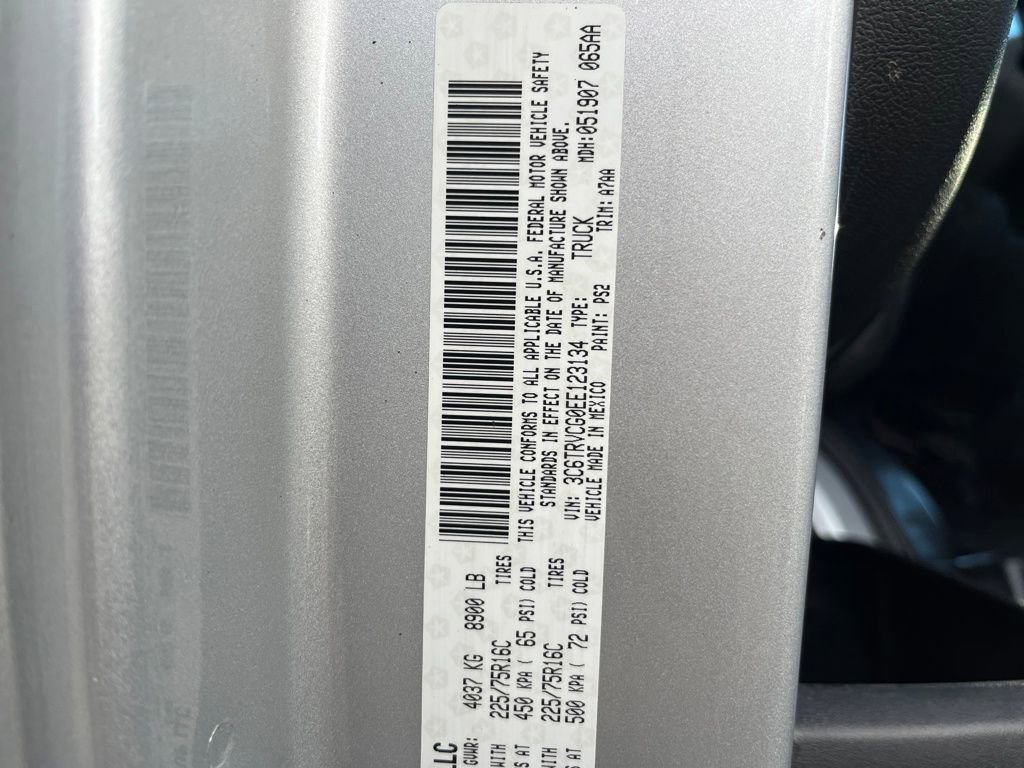 LLC
GVWR: 4037 KG 8900 LB
WITH 225/75R16C TIRES
S AT 450 KPA ( 65 PSI) COLD
WITH 225/75R16C TIRES
S AT 500 KPA ( 72 PSI) COLD
THIS VEHICLE CONFORMS TO ALL APPLICABLE U.S.A. FEDERAL MOTOR VEHICLE SAFETY
STANDARDS IN EFFECT ON THE DATE OF MANUFACTURE SHOWN ABOVE.
VIN: 3C6TRVCG0EE123134 TYPE: TRUCK MDH:051907 065AA
VEHICLE MADE IN MEXICO PAINT: PS2 TRIM: A7AA